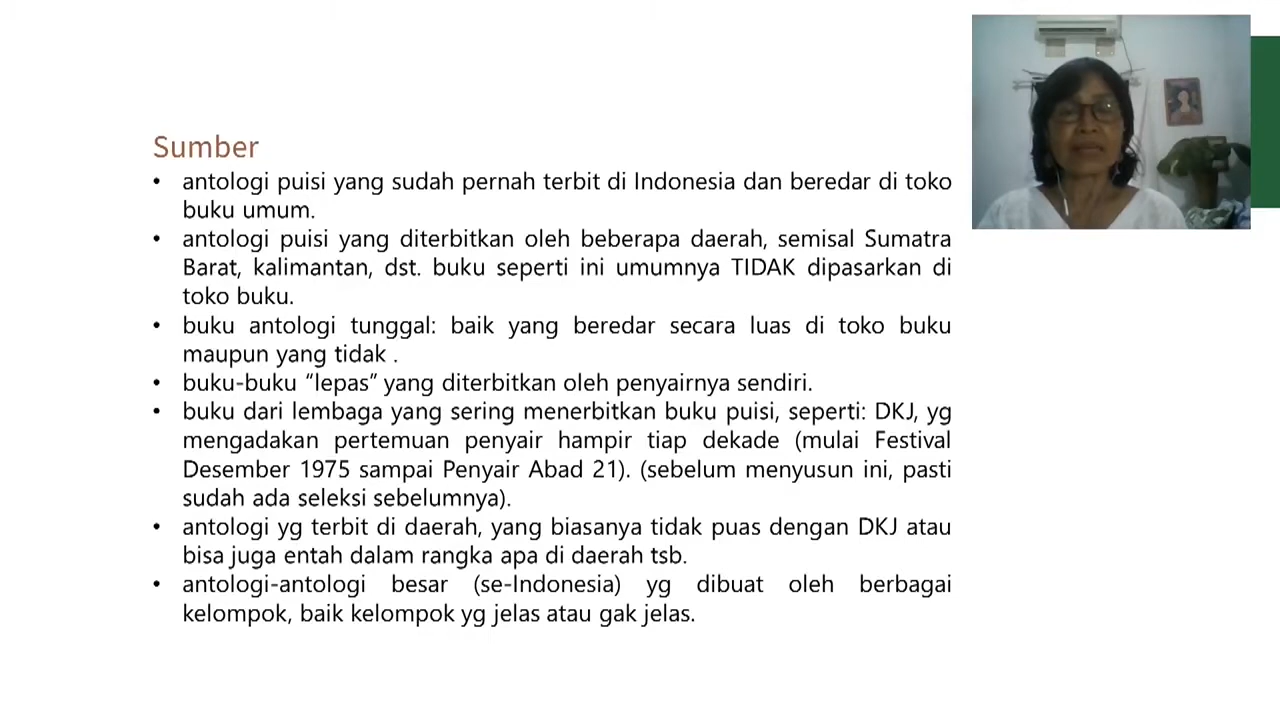 Sumber
• antologi puisi yang sudah pernah terbit di Indonesia dan beredar di toko
buku umum.
• antologi puisi yang diterbitkan oleh beberapa daerah, semisal Sumatra
Barat, kalimantan, dst. buku seperti ini umumnya TIDAK dipasarkan di
toko buku.
• buku antologi tunggal: baik yang beredar secara luas di toko buku
maupun yang tidak .
• buku-buku “lepas” yang diterbitkan oleh penyairnya sendiri.
• buku dari lembaga yang sering menerbitkan buku puisi, seperti: DKJ, yg
mengadakan pertemuan penyair hampir tiap dekade (mulai Festival
Desember 1975 sampai Penyair Abad 21). (sebelum menyusun ini, pasti
sudah ada seleksi sebelumnya).
• antologi yg terbit di daerah, yang biasanya tidak puas dengan DKJ atau
bisa juga entah dalam rangka apa di daerah tsb.
• antologi-antologi besar (se-Indonesia) yg dibuat oleh berbagai
kelompok, baik kelompok yg jelas atau gak jelas.